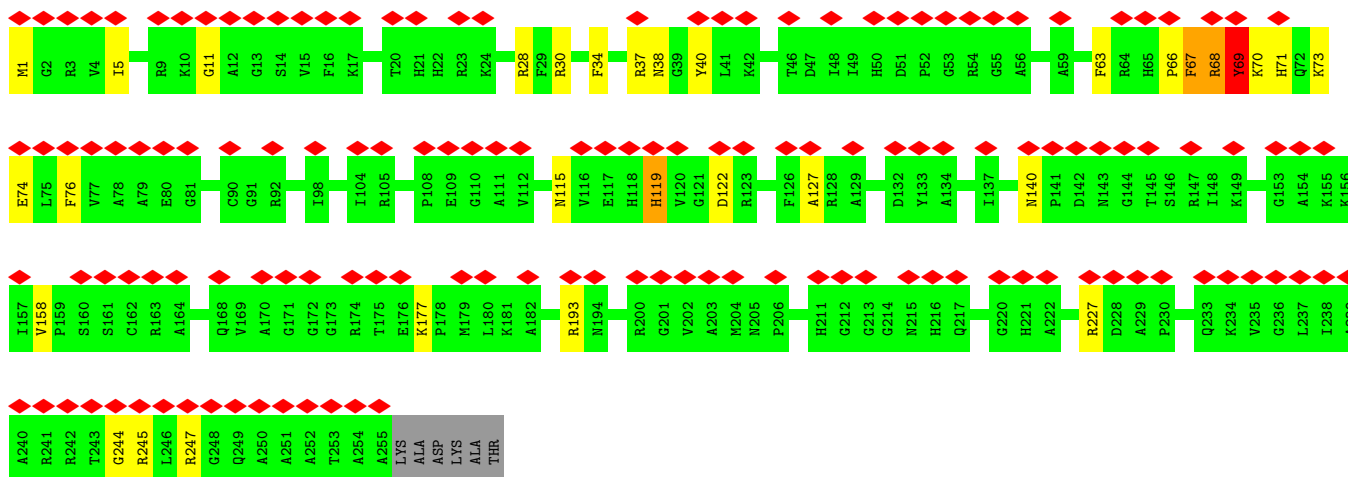 M1 G2 R3 V4 I5 R9 K10 G11 A12 G13 S14 V15 F16 K17 T20 H21 H22 R23 K24 R28 F29 R30 F34 R37 N38 G39 Y40 L41 K42 T46 D47 I48 I49 H50 D51 P52 G53 R54 G55 A56 A59 F63 R64 H65 P66 F67 R68 Y69 K70 H71 Q72 K73
E74 L75 F76 V77 A78 A79 E80 G81 C90 G91 R92 I98 I104 R105 P108 E109 G110 A111 V112 N115 V116 E117 H118 H119 V120 G121 D122 R123 F126 A127 R128 A129 D132 Y133 A134 I137 N140 P141 D142 N143 G144 T145 S146 R147 I148 K149 G153 A154 K155 K156
I157 V158 P159 S160 S161 C162 R163 A164 Q168 V169 A170 G171 G172 G173 R174 T175 E176 K177 P178 M179 L180 K181 A182 R193 N194 R200 G201 V202 A203 M204 N205 P206 H211 G212 G213 G214 N215 H216 Q217 G220 H221 A222 R227 D228 A229 P230 Q233 K234 V235 G236 L237 I238
A240 R241 R242 T243 G244 R245 L246 R247 G248 Q249 A250 A251 A252 T253 A254 A255 LYS ALA ASP LYS ALA THR